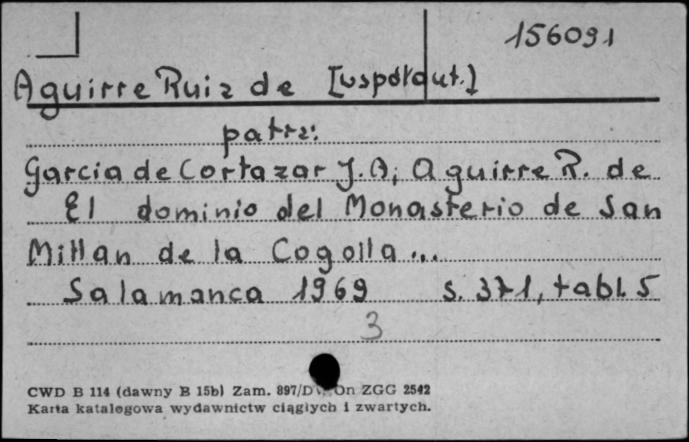 156091
Aguirre Ruiz de [współaut.]
patrz:
Garcia de Cortazar J. A; Aguirre R. de
El dominio del Monasterio de San
Millan de la Cogolla...
Salamanca 1969 s. 371, tabl. 5
3
CWD B 114 (dawny B 15b) Zam. 897/D On ZGG 2542
Karta katalogowa wydawnictw ciągłych i zwartych.